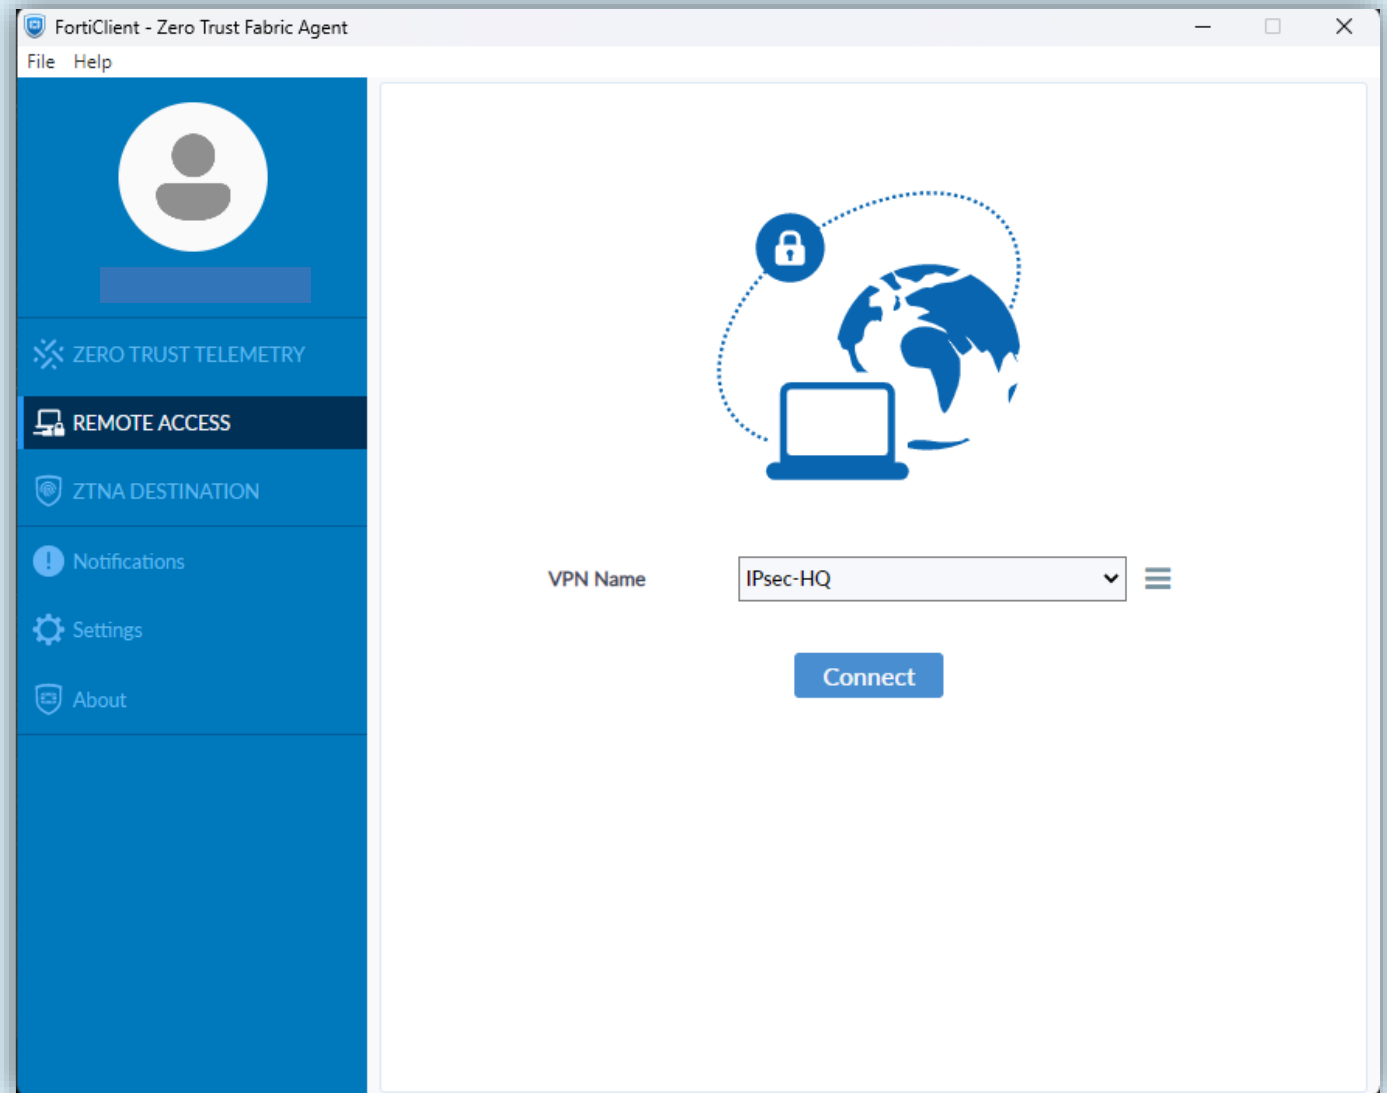 FortiClient - Zero Trust Fabric Agent
File Help
ZERO TRUST TELEMETRY
REMOTE ACCESS
ZTNA DESTINATION
Notifications
Settings
About
VPN Name
IPsec-HQ
Connect